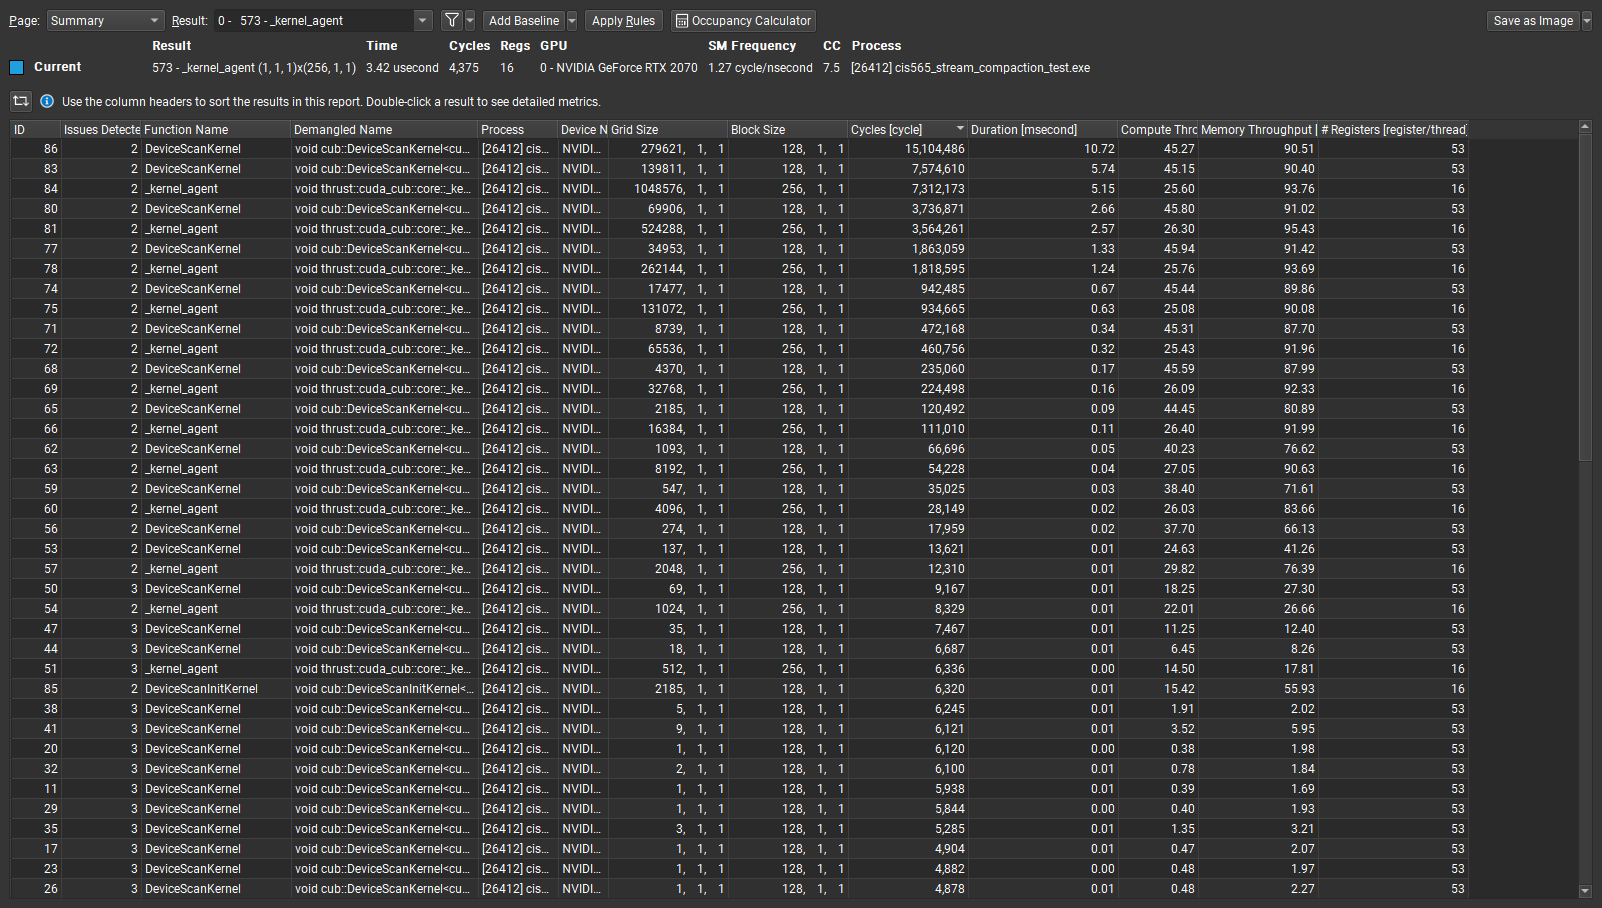 Page: Summary Result: 0 - 573 - _kernel_agent Add Baseline Apply Rules Occupancy Calculator Save as Image
Result Time Cycles Regs GPU SM Frequency CC Process
Current 573 - _kernel_agent (1, 1, 1)x(256, 1, 1) 3.42 usecond 4,375 16 0 - NVIDIA GeForce RTX 2070 1.27 cycle/nsecond 7.5 [26412] cis565_stream_compaction_test.exe
Use the column headers to sort the results in this report. Double-click a result to see detailed metrics.
ID Issues Detecte Function Name Demangled Name Process Device N Grid Size Block Size Cycles [cycle] Duration [msecond] Compute Thro Memory Throughput [ # Registers [register/thread]
86 2 DeviceScanKernel void cub::DeviceScanKernel<cu... [26412] cis... NVIDI... 279621, 1, 1 128, 1, 1 15,104,486 10.72 45.27 90.51 53
83 2 DeviceScanKernel void cub::DeviceScanKernel<cu... [26412] cis... NVIDI... 139811, 1, 1 128, 1, 1 7,574,610 5.74 45.15 90.40 53
84 2 _kernel_agent void thrust::cuda_cub::core::_ke... [26412] cis... NVIDI... 1048576, 1, 1 256, 1, 1 7,312,173 5.15 25.60 93.76 16
80 2 DeviceScanKernel void cub::DeviceScanKernel<cu... [26412] cis... NVIDI... 69906, 1, 1 128, 1, 1 3,736,871 2.66 45.80 91.02 53
81 2 _kernel_agent void thrust::cuda_cub::core::_ke... [26412] cis... NVIDI... 524288, 1, 1 256, 1, 1 3,564,261 2.57 26.30 95.43 16
77 2 DeviceScanKernel void cub::DeviceScanKernel<cu... [26412] cis... NVIDI... 34953, 1, 1 128, 1, 1 1,863,059 1.33 45.94 91.42 53
78 2 _kernel_agent void thrust::cuda_cub::core::_ke... [26412] cis... NVIDI... 262144, 1, 1 256, 1, 1 1,818,595 1.24 25.76 93.69 16
74 2 DeviceScanKernel void cub::DeviceScanKernel<cu... [26412] cis... NVIDI... 17477, 1, 1 128, 1, 1 942,485 0.67 45.44 89.86 53
75 2 _kernel_agent void thrust::cuda_cub::core::_ke... [26412] cis... NVIDI... 131072, 1, 1 256, 1, 1 934,665 0.63 25.08 90.08 16
71 2 DeviceScanKernel void cub::DeviceScanKernel<cu... [26412] cis... NVIDI... 8739, 1, 1 128, 1, 1 472,168 0.34 45.31 87.70 53
72 2 _kernel_agent void thrust::cuda_cub::core::_ke... [26412] cis... NVIDI... 65536, 1, 1 256, 1, 1 460,756 0.32 25.43 91.96 16
68 2 DeviceScanKernel void cub::DeviceScanKernel<cu... [26412] cis... NVIDI... 4370, 1, 1 128, 1, 1 235,060 0.17 45.59 87.99 53
69 2 _kernel_agent void thrust::cuda_cub::core::_ke... [26412] cis... NVIDI... 32768, 1, 1 256, 1, 1 224,498 0.16 26.09 92.33 16
65 2 DeviceScanKernel void cub::DeviceScanKernel<cu... [26412] cis... NVIDI... 2185, 1, 1 128, 1, 1 120,492 0.09 44.45 80.89 53
66 2 _kernel_agent void thrust::cuda_cub::core::_ke... [26412] cis... NVIDI... 16384, 1, 1 256, 1, 1 111,010 0.11 26.40 91.99 16
62 2 DeviceScanKernel void cub::DeviceScanKernel<cu... [26412] cis... NVIDI... 1093, 1, 1 128, 1, 1 66,696 0.05 40.23 76.62 53
63 2 _kernel_agent void thrust::cuda_cub::core::_ke... [26412] cis... NVIDI... 8192, 1, 1 256, 1, 1 54,228 0.04 27.05 90.63 16
59 2 DeviceScanKernel void cub::DeviceScanKernel<cu... [26412] cis... NVIDI... 547, 1, 1 128, 1, 1 35,025 0.03 38.40 71.61 53
60 2 _kernel_agent void thrust::cuda_cub::core::_ke... [26412] cis... NVIDI... 4096, 1, 1 256, 1, 1 28,149 0.02 26.03 83.66 16
56 2 DeviceScanKernel void cub::DeviceScanKernel<cu... [26412] cis... NVIDI... 274, 1, 1 128, 1, 1 17,959 0.02 37.70 66.13 53
53 2 DeviceScanKernel void cub::DeviceScanKernel<cu... [26412] cis... NVIDI... 137, 1, 1 128, 1, 1 13,621 0.01 24.63 41.26 53
57 2 _kernel_agent void thrust::cuda_cub::core::_ke... [26412] cis... NVIDI... 2048, 1, 1 256, 1, 1 12,310 0.01 29.82 76.39 16
50 3 DeviceScanKernel void cub::DeviceScanKernel<cu... [26412] cis... NVIDI... 69, 1, 1 128, 1, 1 9,167 0.01 18.25 27.30 53
54 2 _kernel_agent void thrust::cuda_cub::core::_ke... [26412] cis... NVIDI... 1024, 1, 1 256, 1, 1 8,329 0.01 22.01 26.66 16
47 3 DeviceScanKernel void cub::DeviceScanKernel<cu... [26412] cis... NVIDI... 35, 1, 1 128, 1, 1 7,467 0.01 11.25 12.40 53
44 3 DeviceScanKernel void cub::DeviceScanKernel<cu... [26412] cis... NVIDI... 18, 1, 1 128, 1, 1 6,687 0.01 6.45 8.26 53
51 3 _kernel_agent void thrust::cuda_cub::core::_ke... [26412] cis... NVIDI... 512, 1, 1 256, 1, 1 6,336 0.00 14.50 17.81 16
85 2 DeviceScanInitKernel void cub::DeviceScanInitKernel<... [26412] cis... NVIDI... 2185, 1, 1 128, 1, 1 6,320 0.01 15.42 55.93 16
38 3 DeviceScanKernel void cub::DeviceScanKernel<cu... [26412] cis... NVIDI... 5, 1, 1 128, 1, 1 6,245 0.01 1.91 2.02 53
41 3 DeviceScanKernel void cub::DeviceScanKernel<cu... [26412] cis... NVIDI... 9, 1, 1 128, 1, 1 6,121 0.01 3.52 5.95 53
20 3 DeviceScanKernel void cub::DeviceScanKernel<cu... [26412] cis... NVIDI... 1, 1, 1 128, 1, 1 6,120 0.00 0.38 1.98 53
32 3 DeviceScanKernel void cub::DeviceScanKernel<cu... [26412] cis... NVIDI... 2, 1, 1 128, 1, 1 6,100 0.01 0.78 1.84 53
11 3 DeviceScanKernel void cub::DeviceScanKernel<cu... [26412] cis... NVIDI... 1, 1, 1 128, 1, 1 5,938 0.01 0.39 1.69 53
29 3 DeviceScanKernel void cub::DeviceScanKernel<cu... [26412] cis... NVIDI... 1, 1, 1 128, 1, 1 5,844 0.00 0.40 1.93 53
35 3 DeviceScanKernel void cub::DeviceScanKernel<cu... [26412] cis... NVIDI... 3, 1, 1 128, 1, 1 5,285 0.01 1.35 3.21 53
17 3 DeviceScanKernel void cub::DeviceScanKernel<cu... [26412] cis... NVIDI... 1, 1, 1 128, 1, 1 4,904 0.01 0.47 2.07 53
23 3 DeviceScanKernel void cub::DeviceScanKernel<cu... [26412] cis... NVIDI... 1, 1, 1 128, 1, 1 4,882 0.00 0.48 1.97 53
26 3 DeviceScanKernel void cub::DeviceScanKernel<cu... [26412] cis... NVIDI... 1, 1, 1 128, 1, 1 4,878 0.01 0.48 2.27 53